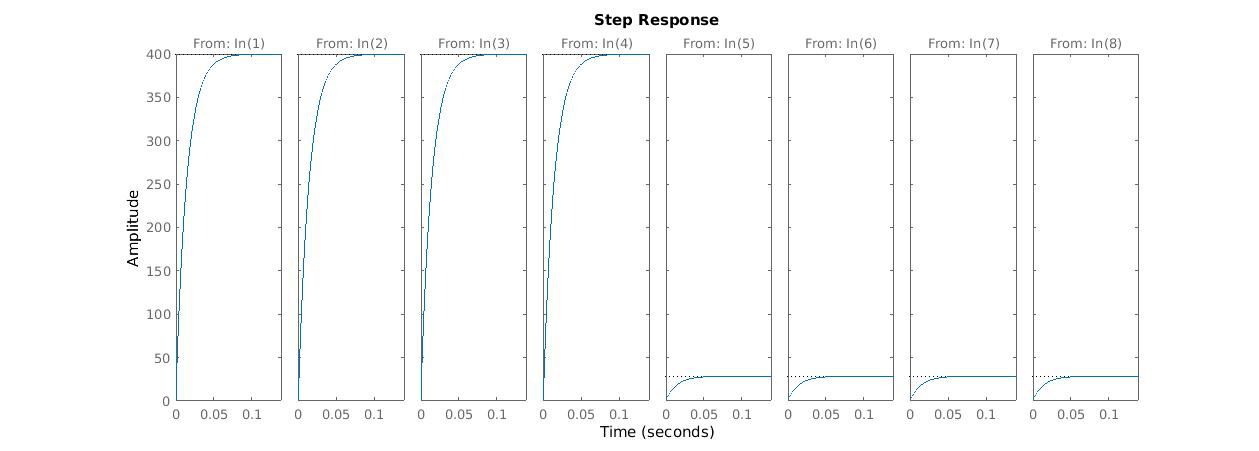 Step Response
From: In(1) From: In(2) From: In(3) From: In(4) From: In(5) From: In(6) From: In(7) From: In(8)
400
350
300
250
200
150
100
50
0
Amplitude
0 0.05 0.1 0 0.05 0.1 0 0.05 0.1 0 0.05 0.1 0 0.05 0.1 0 0.05 0.1 0 0.05 0.1 0 0.05 0.1
Time (seconds)